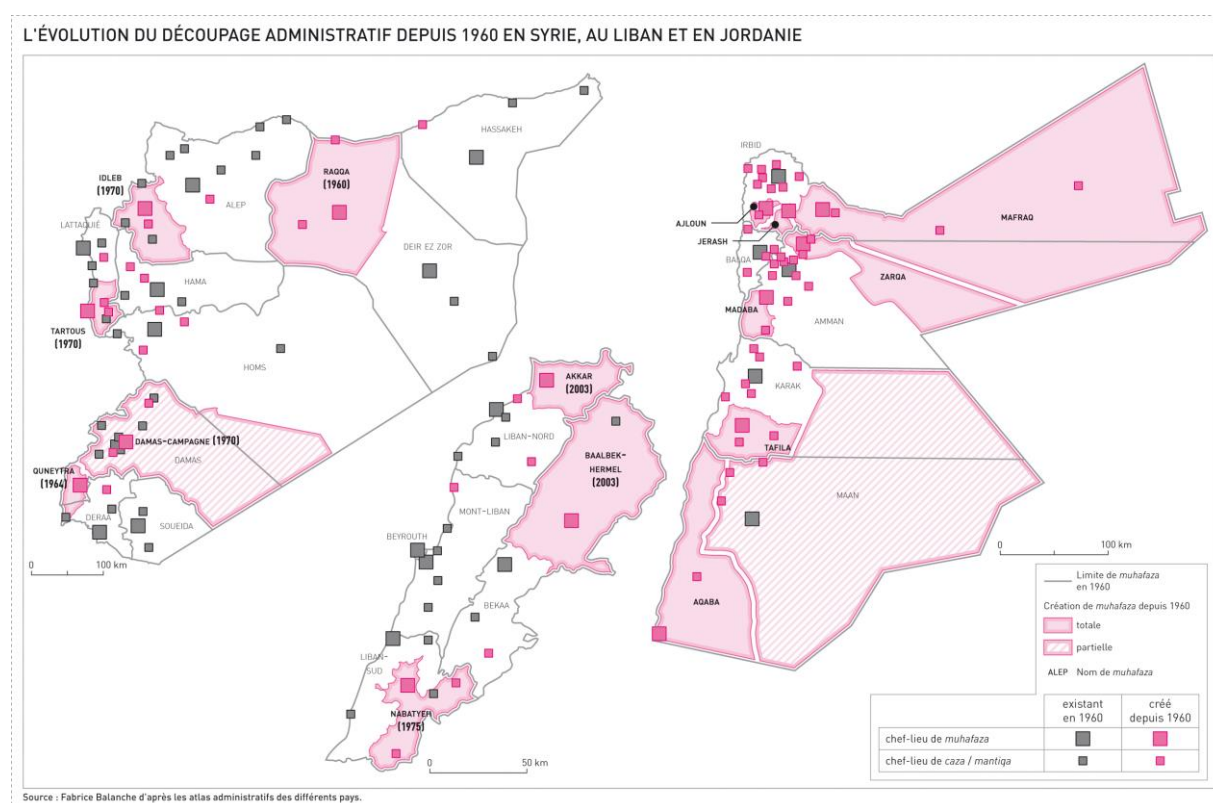 L'ÉVOLUTION DU DÉCOUPAGE ADMINISTRATIF DEPUIS 1960 EN SYRIE, AU LIBAN ET EN JORDANIE
HASSAKEH
RAQQA
(1960)
IDLEB
(1970)
ALEP
LATTAQUIÉ
DEIR EZ ZOR
HAMA
TARTOUS
(1970)
HOMS
DAMAS-CAMPAGNE (1970)
DAMAS
QUNEYTRA
(1964)
DERAA
SOUEIDA
0
100 km
AKKAR
(2003)
LIBAN-NORD
BAALBEK-
HERMEL
(2003)
MONT-LIBAN
BEYROUTH
BEKAA
LIBAN-
SUD
NABATYEH
(1975)
0
50 km
IRBID
AJLOUN
JERASH
MAFRAQ
BALQA
ZARQA
MADABA
AMMAN
KARAK
TAFILA
MAAN
AQABA
0
100 km
Limite de muhafaza
en 1960
Création de muhafaza depuis 1960
totale
partielle
ALEP Nom de muhafaza
existant
en 1960
créé
depuis 1960
chef-lieu de muhafaza
chef-lieu de caza / mantiqa
Source : Fabrice Balanche d'après les atlas administratifs des différents pays.